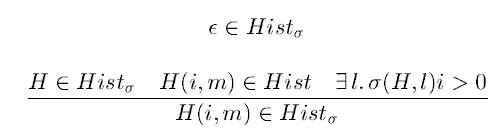 ϵ ∈ Hist_σ
H ∈ Hist_σ H(i, m) ∈ Hist ∃ l. σ(H, l)i > 0
H(i, m) ∈ Hist_σ